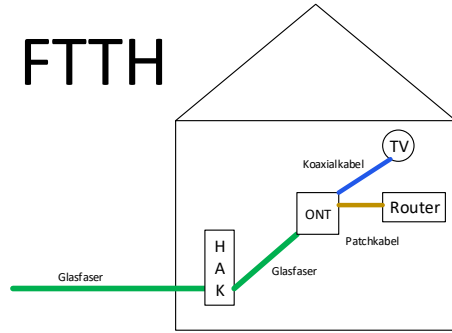 FTTH
TV
Koaxialkabel
ONT
Router
Patchkabel
H
A
K
Glasfaser
Glasfaser